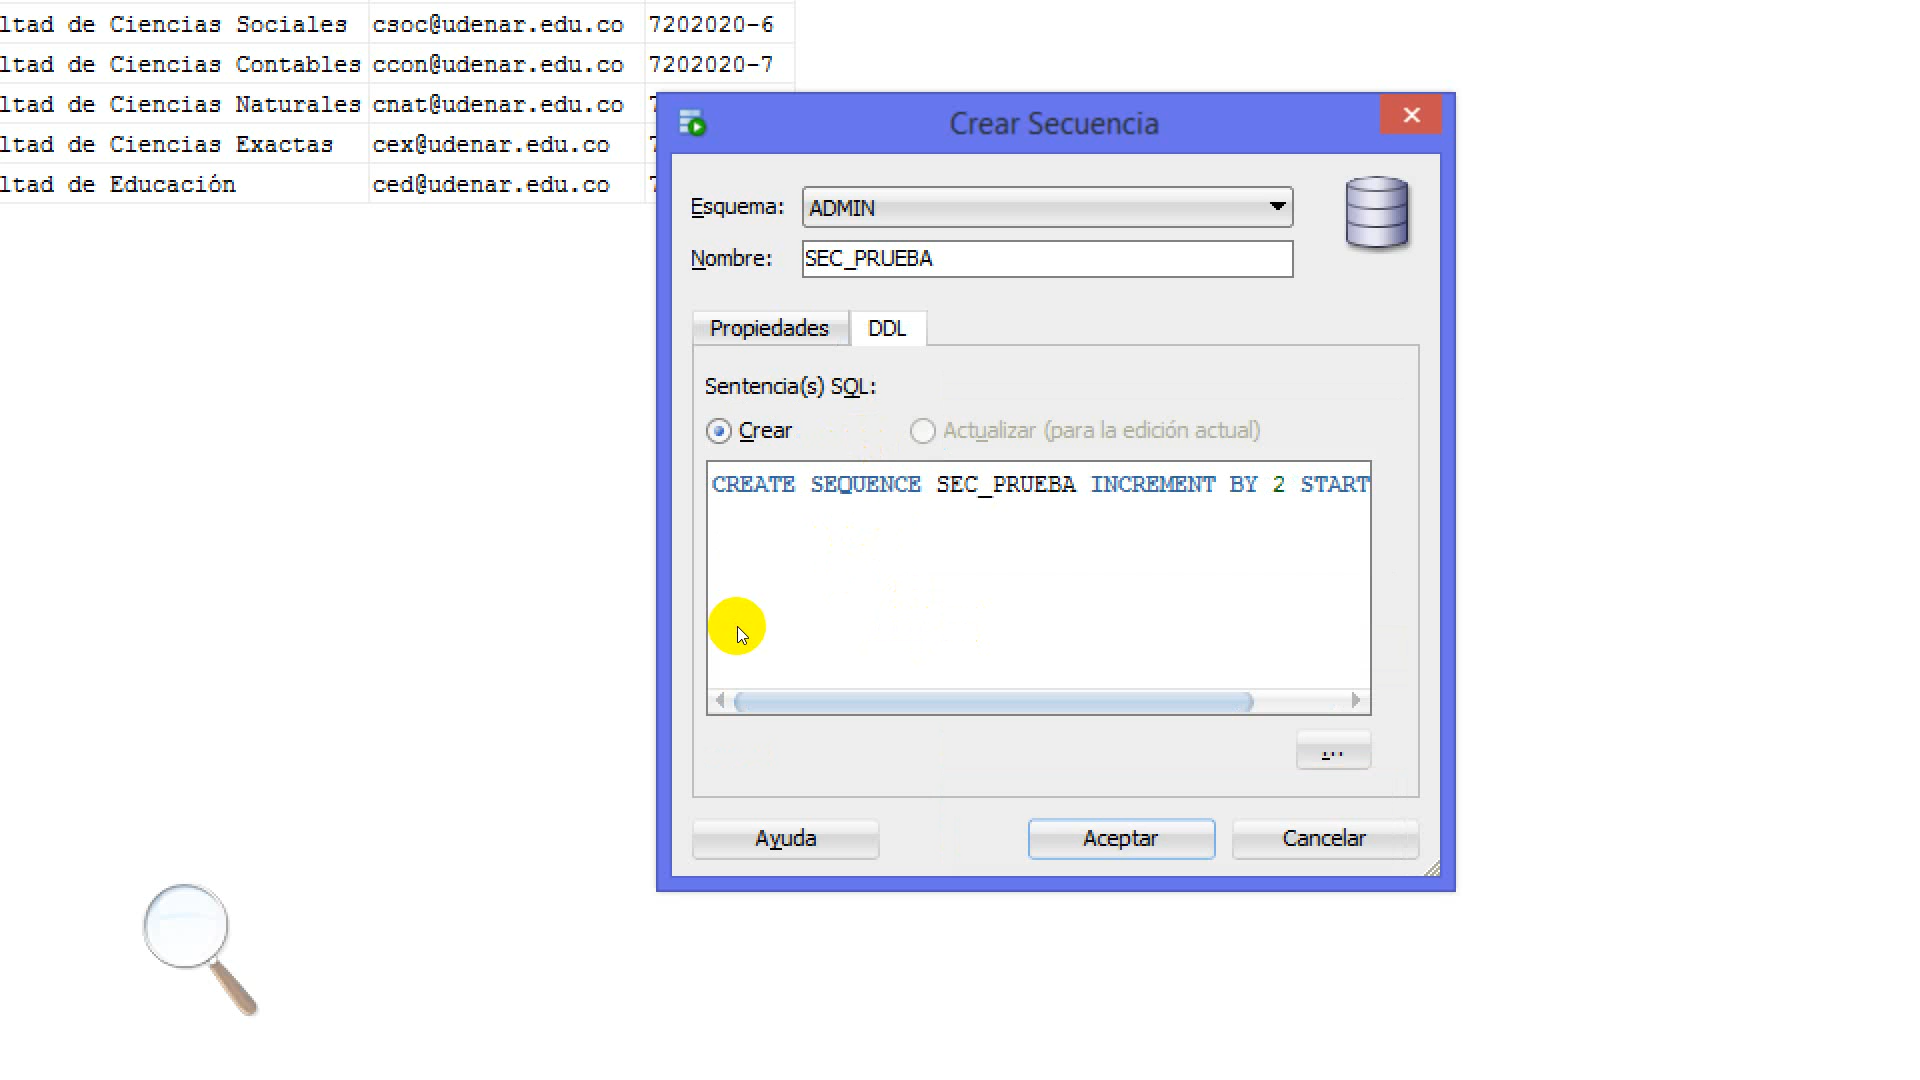 ltad de Ciencias Sociales csoc@udenar.edu.co 7202020-6
ltad de Ciencias Contables ccon@udenar.edu.co 7202020-7
ltad de Ciencias Naturales cnat@udenar.edu.co 7
ltad de Ciencias Exactas cex@udenar.edu.co 7
ltad de Educación ced@udenar.edu.co 7
Crear Secuencia
Esquema: ADMIN
Nombre: SEC_PRUEBA
Propiedades DDL
Sentencia(s) SQL:
Crear Actualizar (para la edición actual)
CREATE SEQUENCE SEC_PRUEBA INCREMENT BY 2 START
...
Ayuda Aceptar Cancelar